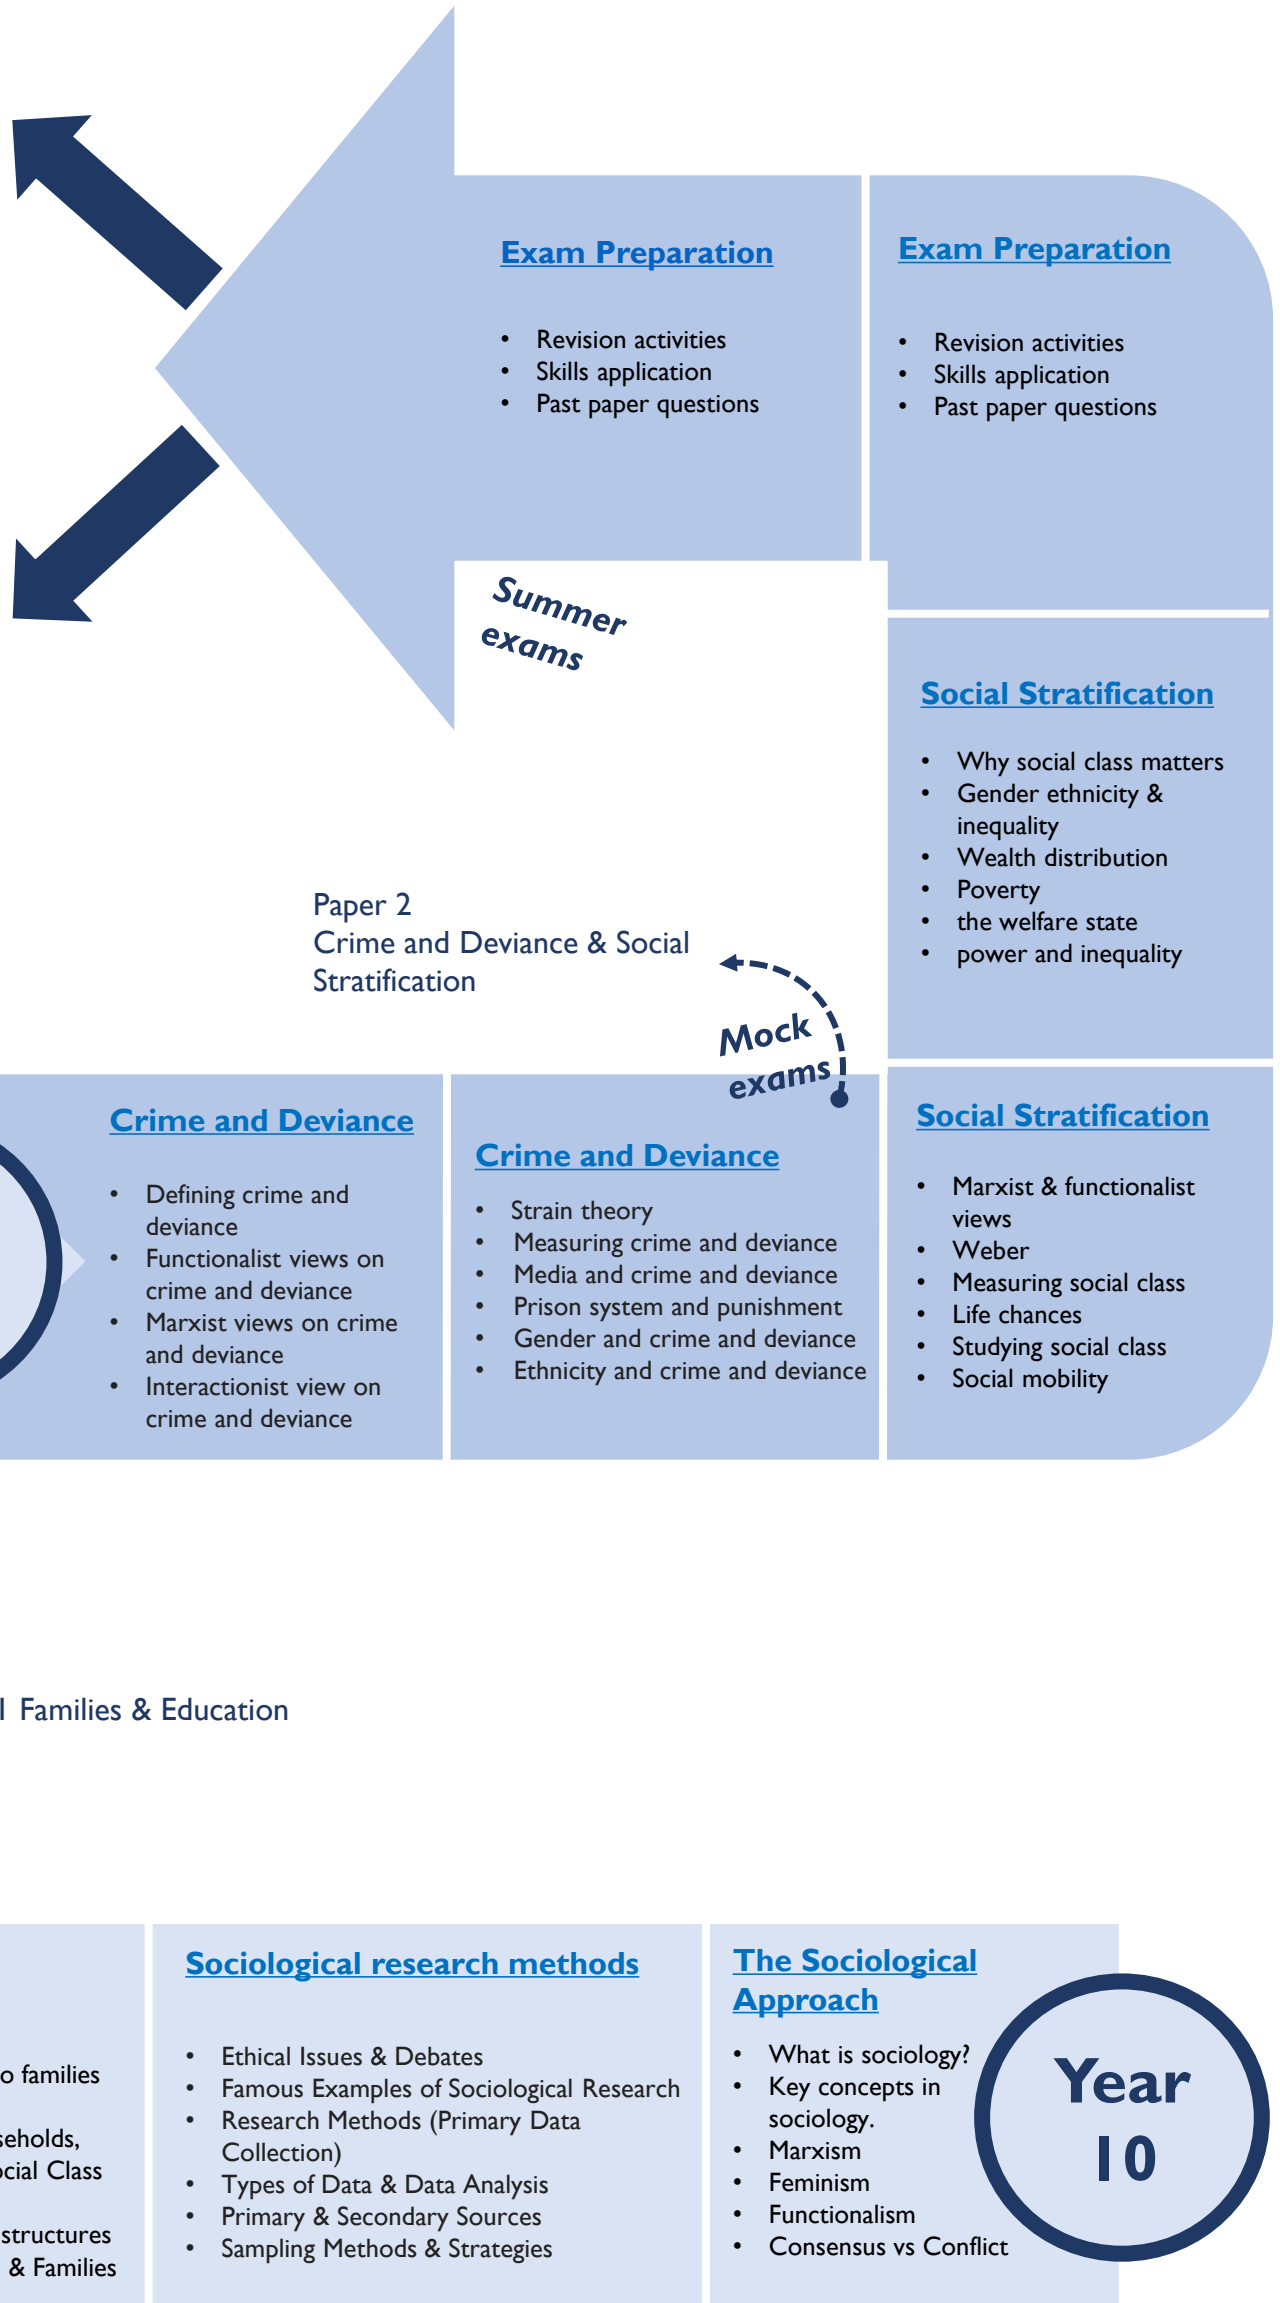 Exam Preparation
• Revision activities
• Skills application
• Past paper questions
Exam Preparation
• Revision activities
• Skills application
• Past paper questions
Summer
exams
Social Stratification
• Why social class matters
• Gender ethnicity &
inequality
• Wealth distribution
• Poverty
• the welfare state
• power and inequality
Paper 2
Crime and Deviance & Social
Stratification
Mock
exams
Crime and Deviance
• Defining crime and
deviance
• Functionalist views on
crime and deviance
• Marxist views on crime
and deviance
• Interactionist view on
crime and deviance
Crime and Deviance
• Strain theory
• Measuring crime and deviance
• Media and crime and deviance
• Prison system and punishment
• Gender and crime and deviance
• Ethnicity and crime and deviance
Social Stratification
• Marxist & functionalist
views
• Weber
• Measuring social class
• Life chances
• Studying social class
• Social mobility
1 Families & Education
families
Social Class
structures
& Families
Sociological research methods
• Ethical Issues & Debates
• Famous Examples of Sociological Research
• Research Methods (Primary Data
Collection)
• Types of Data & Data Analysis
• Primary & Secondary Sources
• Sampling Methods & Strategies
The Sociological
Approach
• What is sociology?
• Key concepts in
sociology.
• Marxism
• Feminism
• Functionalism
• Consensus vs Conflict
Year
10